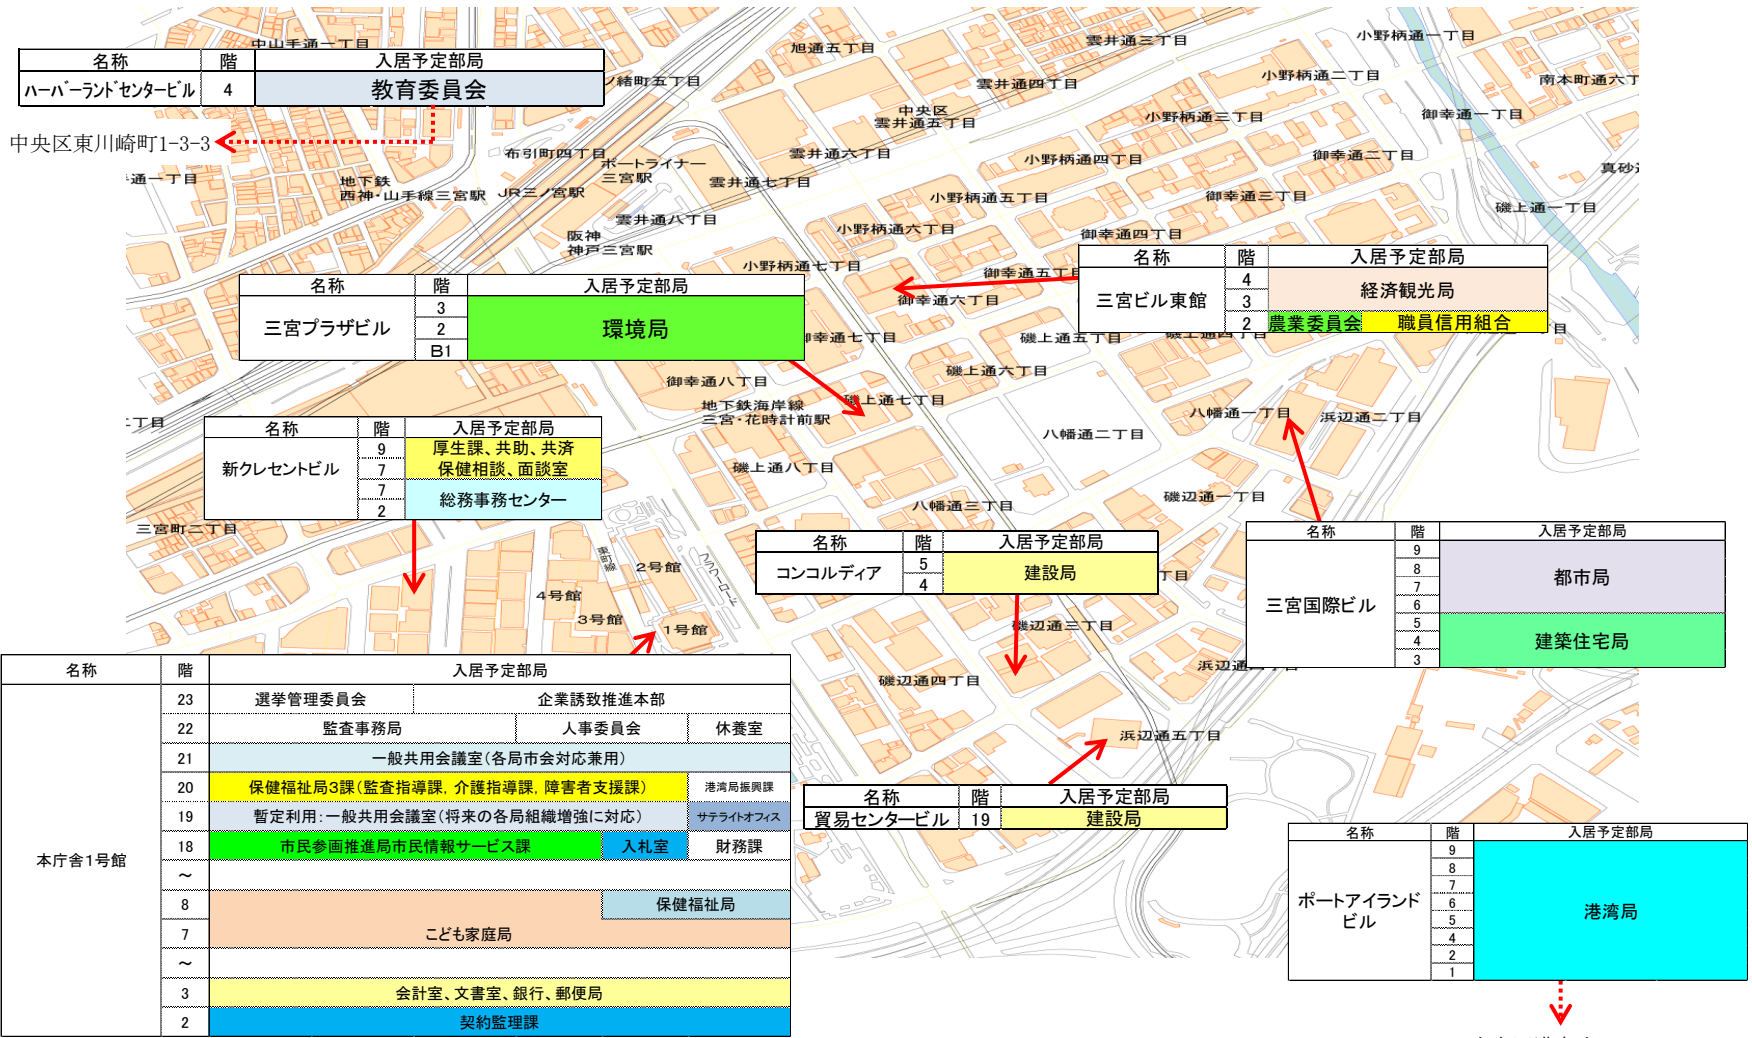 中山手通一丁目
旭通五丁目
雲井通三丁目
小野柄通一丁目
名称 階 入居予定部局
ハーバーランドセンタービル 4 教育委員会
ノ緒町五丁目
雲井通四丁目
小野柄通二丁目
南本町通六丁
中央区
雲井通五丁目
小野柄通三丁目
御幸通一丁目
中央区東川崎町1-3-3
布引町四丁目
ポートライナー
三宮駅
雲井通六丁目
小野柄通四丁目
御幸通二丁目
真砂通
通一丁目
地下鉄
西神・山手線三宮駅
JR三ノ宮駅
雲井通七丁目
小野柄通五丁目
御幸通三丁目
磯上通一丁目
雲井通八丁目
阪神
神戸三宮駅
小野柄通六丁目
御幸通四丁目
小野柄通七丁目
御幸通五丁目
御幸通六丁目
名称 階 入居予定部局
三宮ビル東館
4
3
経済観光局
2 農業委員会 職員信用組合
名称 階 入居予定部局
三宮プラザビル
3
2
B1
環境局
御幸通七丁目
磯上通五丁目
磯上通四丁目
目
御幸通八丁目
磯上通六丁目
地下鉄海岸線
三宮・花時計前駅
磯上通七丁目
八幡通一丁目
浜辺通二丁目
丁目
八幡通二丁目
名称 階 入居予定部局
新クレセントビル
9 厚生課、共助、共済
7 保健相談、面談室
7
2
総務事務センター
磯上通八丁目
磯辺通一丁目
八幡通三丁目
三宮町二丁目
東町線
フラワーロード
2号館
4号館
3号館
1号館
名称 階 入居予定部局
コンコルディア
5
4
建設局
丁目
名称 階 入居予定部局
三宮国際ビル
9
8
7
6
都市局
5
4
3
建築住宅局
磯辺通三丁目
浜辺通
磯辺通四丁目
浜辺通五丁目
名称 階 入居予定部局
本庁舎1号館
23 選挙管理委員会 企業誘致推進本部
22 監査事務局 人事委員会 休養室
21 一般共用会議室(各局市会対応兼用)
20 保健福祉局3課(監査指導課, 介護指導課, 障害者支援課) 港湾局振興課
19 暫定利用:一般共用会議室(将来の各局組織増強に対応) サテライトオフィス
18 市民参画推進局市民情報サービス課 入札室 財務課
～
8 保健福祉局
7 こども家庭局
～
3 会計室、文書室、銀行、郵便局
2 契約監理課
名称 階 入居予定部局
貿易センタービル 19 建設局
名称 階 入居予定部局
ポートアイランド
ビル
9
8
7
6
5
4
2
1
港湾局